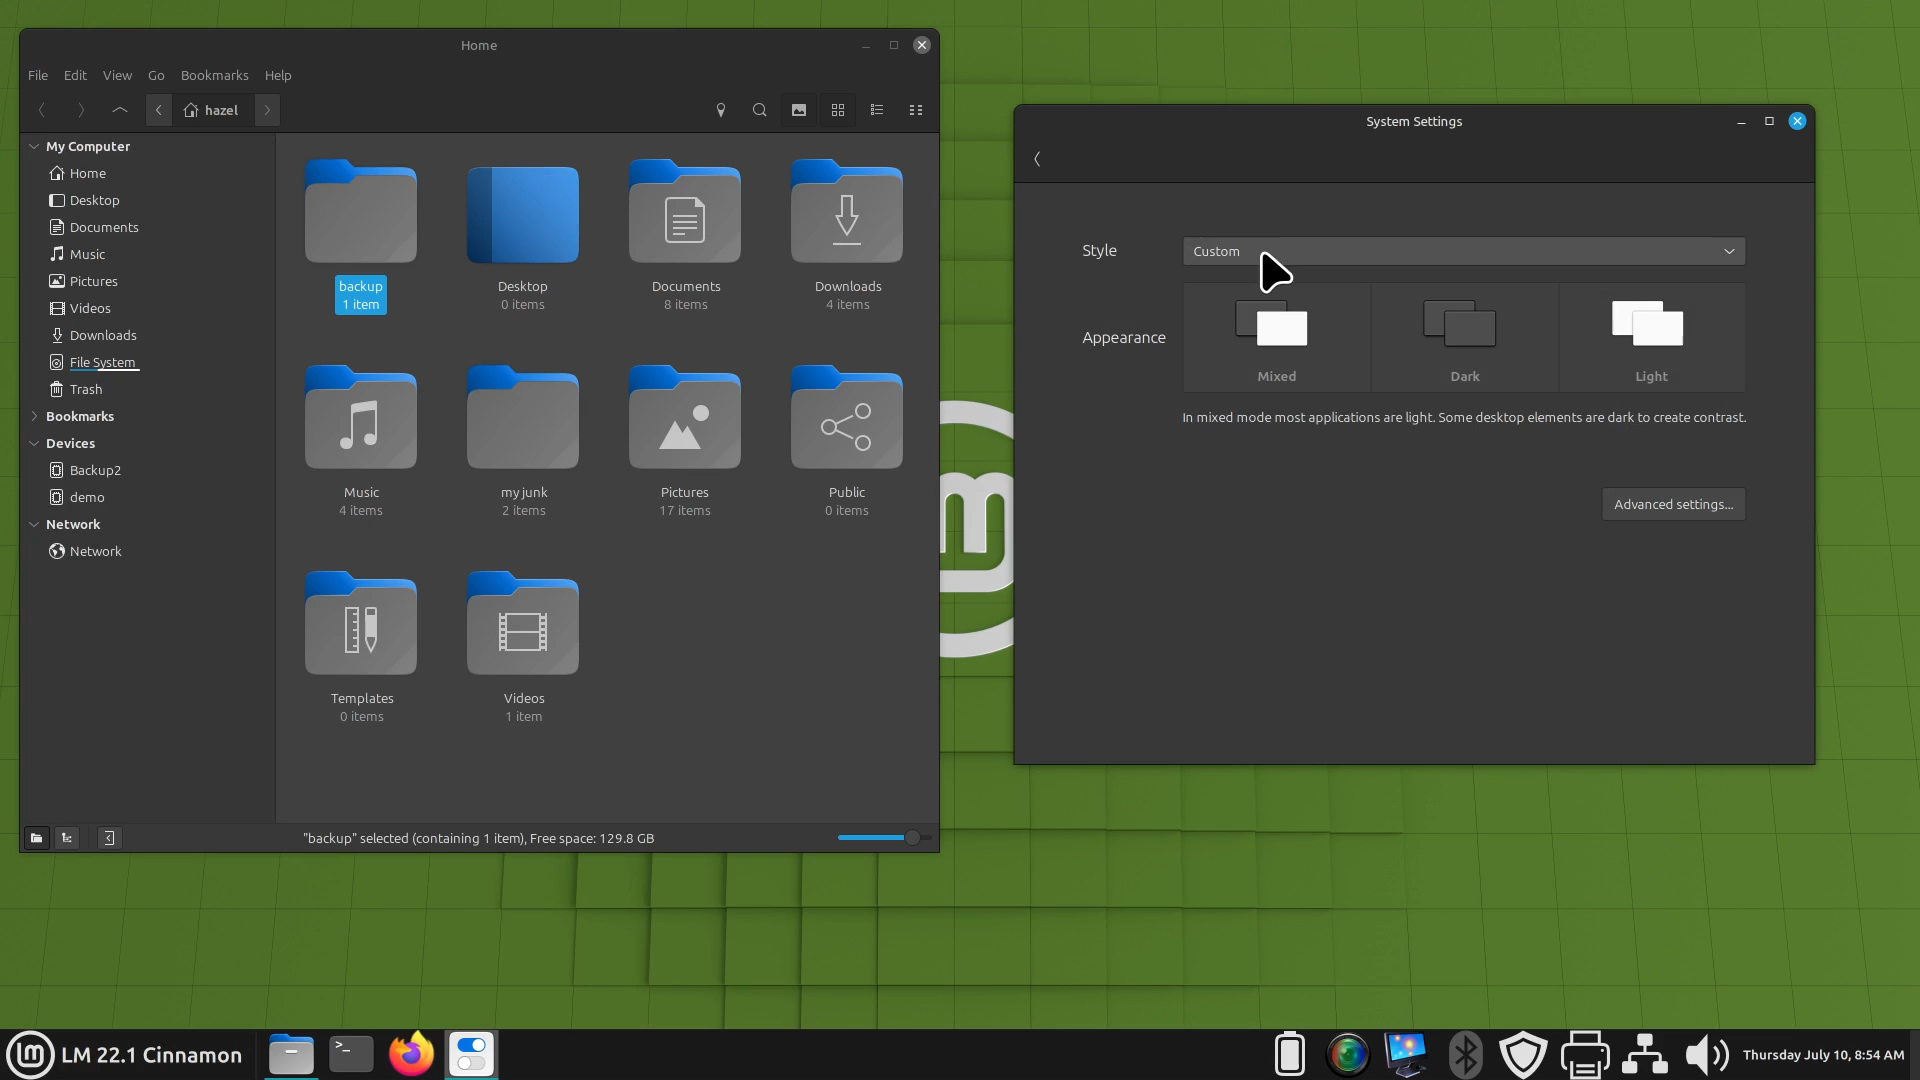 Home
File Edit View Go Bookmarks Help
hazel
My Computer
Home
Desktop
Documents
Music
Pictures
Videos
Downloads
File System
Trash
Bookmarks
Devices
Backup2
demo
Network
Network
backup
1 item
Desktop
0 items
Documents
8 items
Downloads
4 items
Music
4 items
my junk
2 items
Pictures
17 items
Public
0 items
Templates
0 items
Videos
1 item
"backup" selected (containing 1 item), Free space: 129.8 GB
System Settings
Style
Custom
Appearance
Mixed
Dark
Light
In mixed mode most applications are light. Some desktop elements are dark to create contrast.
Advanced settings...
LM 22.1 Cinnamon
Thursday July 10, 8:54 AM